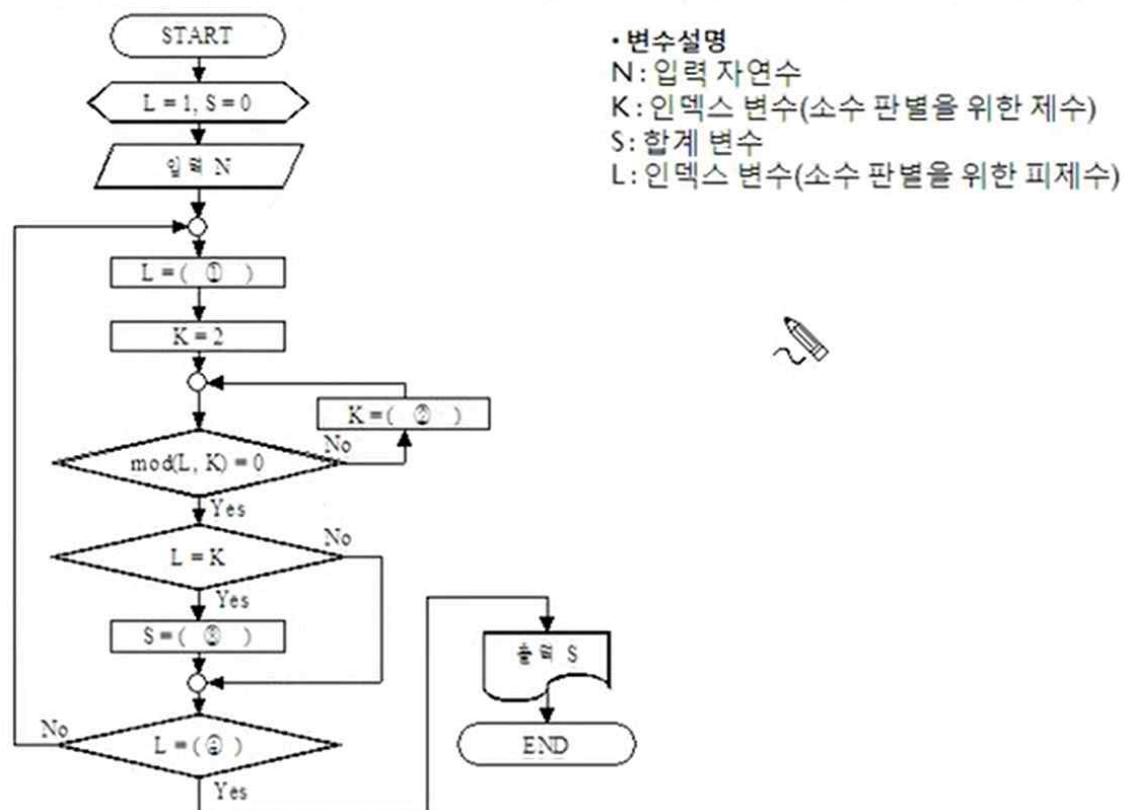 START
L = 1, S = 0
입력 N
L = ( ① )
K = 2
K = ( ② )
No
mod(L, K) = 0
Yes
No
L = K
Yes
S = ( ③ )
No
L = ( ④ )
Yes
출력 S
END
• 변수설명
N : 입력 자연수
K : 인덱스 변수(소수 판별을 위한 제수)
S : 합계 변수
L : 인덱스 변수(소수 판별을 위한 피제수)